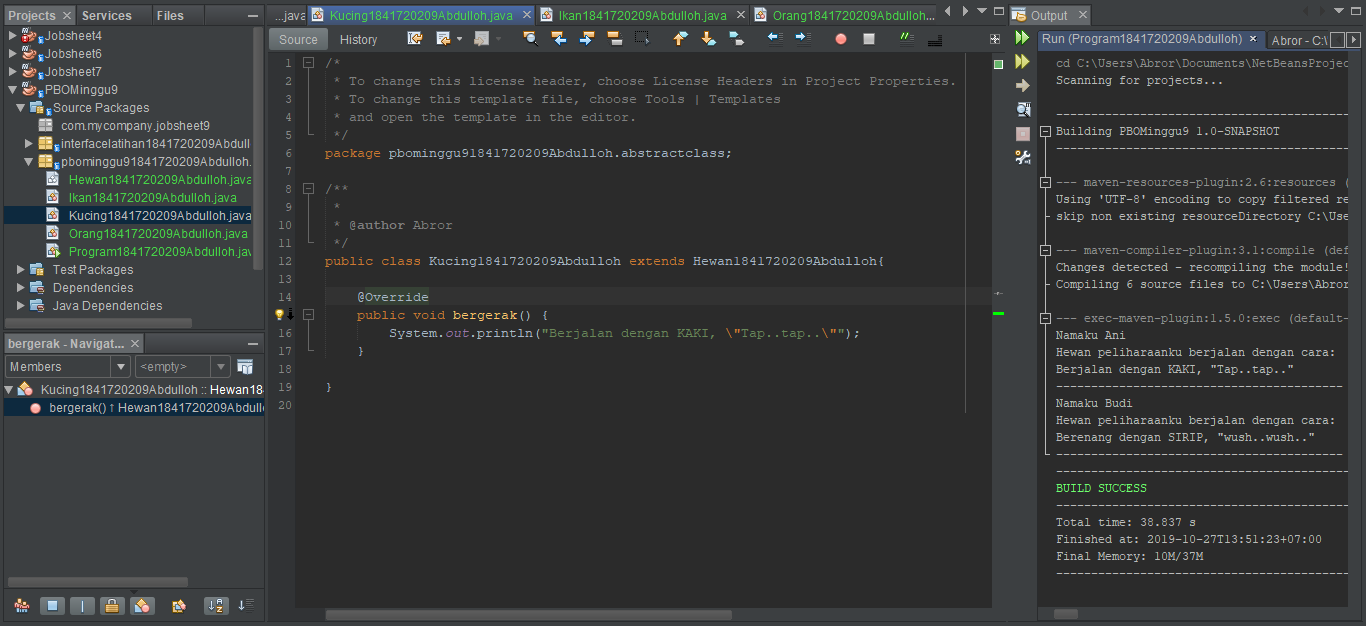 Projects
Services
Files
Jobsheet4
Jobsheet6
Jobsheet7
PBOMinggu9
Source Packages
com.mycompany.jobsheet9
interfacelatihan1841720209Abdull
pbominggu91841720209Abdulloh.
Hewan1841720209Abdulloh.java
Ikan1841720209Abdulloh.java
Kucing1841720209Abdulloh.java
Orang1841720209Abdulloh.java
Program1841720209Abdulloh.jav
Test Packages
Dependencies
Java Dependencies
bergerak - Navigat...
Members
<empty>
Kucing1841720209Abdulloh :: Hewan18
bergerak() ↑ Hewan1841720209Abdull
...java
Kucing1841720209Abdulloh.java
Ikan1841720209Abdulloh.java
Orang1841720209Abdulloh...
Source
History
1 /*
2 * To change this license header, choose License Headers in Project Properties.
3 * To change this template file, choose Tools | Templates
4 * and open the template in the editor.
5 */
6 package pbominggu91841720209Abdulloh.abstractclass;
7
8 /**
9 *
10 * @author Abror
11 */
12 public class Kucing1841720209Abdulloh extends Hewan1841720209Abdulloh{
13
14 @Override
public void bergerak() {
16 System.out.println("Berjalan dengan KAKI, \"Tap..tap..\"");
17 }
18
19 }
20
Output
Run (Program1841720209Abdulloh)
Abror - C:\
cd C:\Users\Abror\Documents\NetBeansProjec
Scanning for projects...
------------------------------------------
Building PBOMinggu9 1.0-SNAPSHOT
------------------------------------------
--- maven-resources-plugin:2.6:resources (
Using 'UTF-8' encoding to copy filtered re
skip non existing resourceDirectory C:\Use
--- maven-compiler-plugin:3.1:compile (def
Changes detected - recompiling the module!
Compiling 6 source files to C:\Users\Abror
--- exec-maven-plugin:1.5.0:exec (default-
Namaku Ani
Hewan peliharaanku berjalan dengan cara:
Berjalan dengan KAKI, "Tap..tap.."
-----------------------------------------
Namaku Budi
Hewan peliharaanku berjalan dengan cara:
Berenang dengan SIRIP, "wush..wush.."
-----------------------------------------
------------------------------------------
BUILD SUCCESS
------------------------------------------
Total time: 38.837 s
Finished at: 2019-10-27T13:51:23+07:00
Final Memory: 10M/37M
------------------------------------------